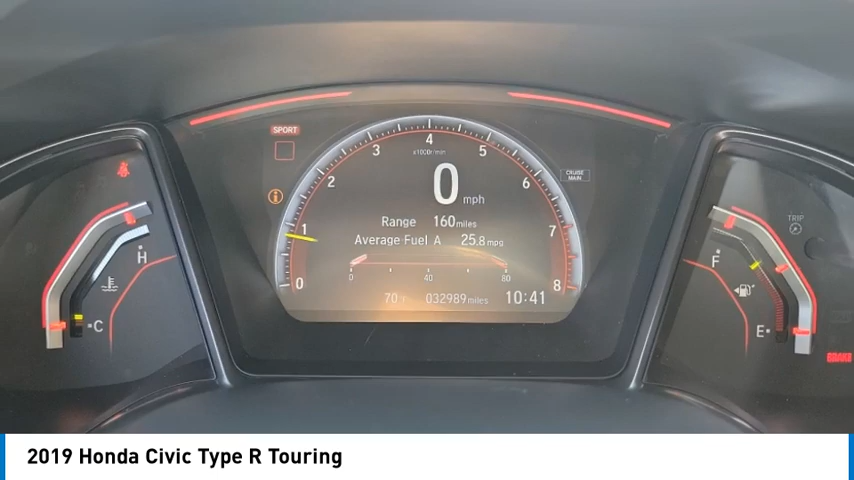 SPORT
4
x1000r/min
3 5
2 6
CRUISE
MAIN
0 mph
TRIP
Range 160 miles
1 7
Average Fuel A 25.8 mpg
H F
0 40 80
0 8
70 032989 miles 10:41
C E
BRAKE
2019 Honda Civic Type R Touring